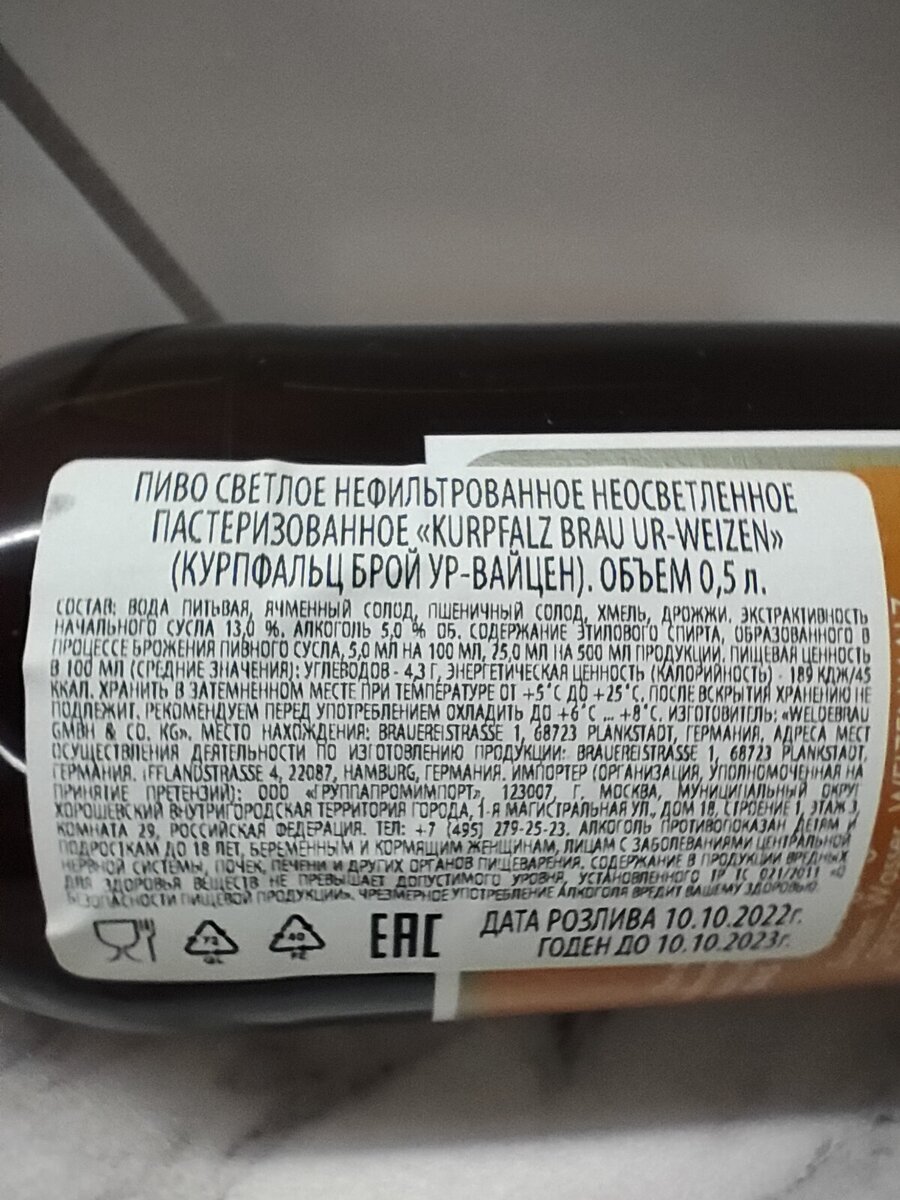 ПИВО СВЕТЛОЕ НЕФИЛЬТРОВАННОЕ НЕОСВЕТЛЕННОЕ
ПАСТЕРИЗОВАННОЕ «KURPFALZ BRAU UR-WEIZEN»
(КУРПФАЛЬЦ БРОЙ УР-ВАЙЦЕН). ОБЪЕМ 0,5 л.
СОСТАВ: ВОДА ПИТЬЕВАЯ, ЯЧМЕННЫЙ СОЛОД, ПШЕНИЧНЫЙ СОЛОД, ХМЕЛЬ, ДРОЖЖИ. ЭКСТРАКТИВНОСТЬ
НАЧАЛЬНОГО СУСЛА 13,0 %. АЛКОГОЛЬ 5,0 % ОБ. СОДЕРЖАНИЕ ЭТИЛОВОГО СПИРТА, ОБРАЗОВАННОГО В
ПРОЦЕССЕ БРОЖЕНИЯ ПИВНОГО СУСЛА, 5,0 МЛ НА 100 МЛ, 25,0 МЛ НА 500 МЛ ПРОДУКЦИИ. ПИЩЕВАЯ ЦЕННОСТЬ
В 100 МЛ (СРЕДНИЕ ЗНАЧЕНИЯ): УГЛЕВОДОВ - 4,3 Г, ЭНЕРГЕТИЧЕСКАЯ ЦЕННОСТЬ (КАЛОРИЙНОСТЬ) - 189 КДЖ/45
ККАЛ. ХРАНИТЬ В ЗАТЕМНЕННОМ МЕСТЕ ПРИ ТЕМПЕРАТУРЕ ОТ +5°С ДО +25°С, ПОСЛЕ ВСКРЫТИЯ ХРАНЕНИЮ НЕ
ПОДЛЕЖИТ. РЕКОМЕНДУЕМ ПЕРЕД УПОТРЕБЛЕНИЕМ ОХЛАДИТЬ ДО +6°С ... +8°С. ИЗГОТОВИТЕЛЬ: «WELDEBRAU
GMBH & CO. KG». МЕСТО НАХОЖДЕНИЯ: BRAUEREISTRASSE 1, 68723 PLANKSTADT, ГЕРМАНИЯ. АДРЕСА МЕСТ
ОСУЩЕСТВЛЕНИЯ ДЕЯТЕЛЬНОСТИ ПО ИЗГОТОВЛЕНИЮ ПРОДУКЦИИ: BRAUEREISTRASSE 1, 68723 PLANKSTADT,
ГЕРМАНИЯ. IFFLANDSTRASSE 4, 22087, HAMBURG, ГЕРМАНИЯ. ИМПОРТЕР (ОРГАНИЗАЦИЯ, УПОЛНОМОЧЕННАЯ НА
ПРИНЯТИЕ ПРЕТЕНЗИЙ): ООО «ГРУППАПРОМИМПОРТ», 123007, Г. МОСКВА, МУНИЦИПАЛЬНЫЙ ОКРУГ
ХОРОШЕВСКИЙ ВНУТРИГОРОДСКАЯ ТЕРРИТОРИЯ ГОРОДА, 1-Я МАГИСТРАЛЬНАЯ УЛ., ДОМ 18, СТРОЕНИЕ 1, ЭТАЖ 3,
КОМНАТА 29, РОССИЙСКАЯ ФЕДЕРАЦИЯ. ТЕЛ: +7 (495) 279-25-23. АЛКОГОЛЬ ПРОТИВОПОКАЗАН ДЕТЯМ И
ПОДРОСТКАМ ДО 18 ЛЕТ, БЕРЕМЕННЫМ И КОРМЯЩИМ ЖЕНЩИНАМ, ЛИЦАМ С ЗАБОЛЕВАНИЯМИ ЦЕНТРАЛЬНОЙ
НЕРВНОЙ СИСТЕМЫ, ПОЧЕК, ПЕЧЕНИ И ДРУГИХ ОРГАНОВ ПИЩЕВАРЕНИЯ. СОДЕРЖАНИЕ В ПРОДУКЦИИ ВРЕДНЫХ
ДЛЯ ЗДОРОВЬЯ ВЕЩЕСТВ НЕ ПРЕВЫШАЕТ ДОПУСТИМОГО УРОВНЯ, УСТАНОВЛЕННОГО ТР ТС 021/2011 «О
БЕЗОПАСНОСТИ ПИЩЕВОЙ ПРОДУКЦИИ». ЧРЕЗМЕРНОЕ УПОТРЕБЛЕНИЕ АЛКОГОЛЯ ВРЕДИТ ВАШЕМУ ЗДОРОВЬЮ.
EAC
ДАТА РОЗЛИВА 10.10.2022г.
ГОДЕН ДО 10.10.2023г.